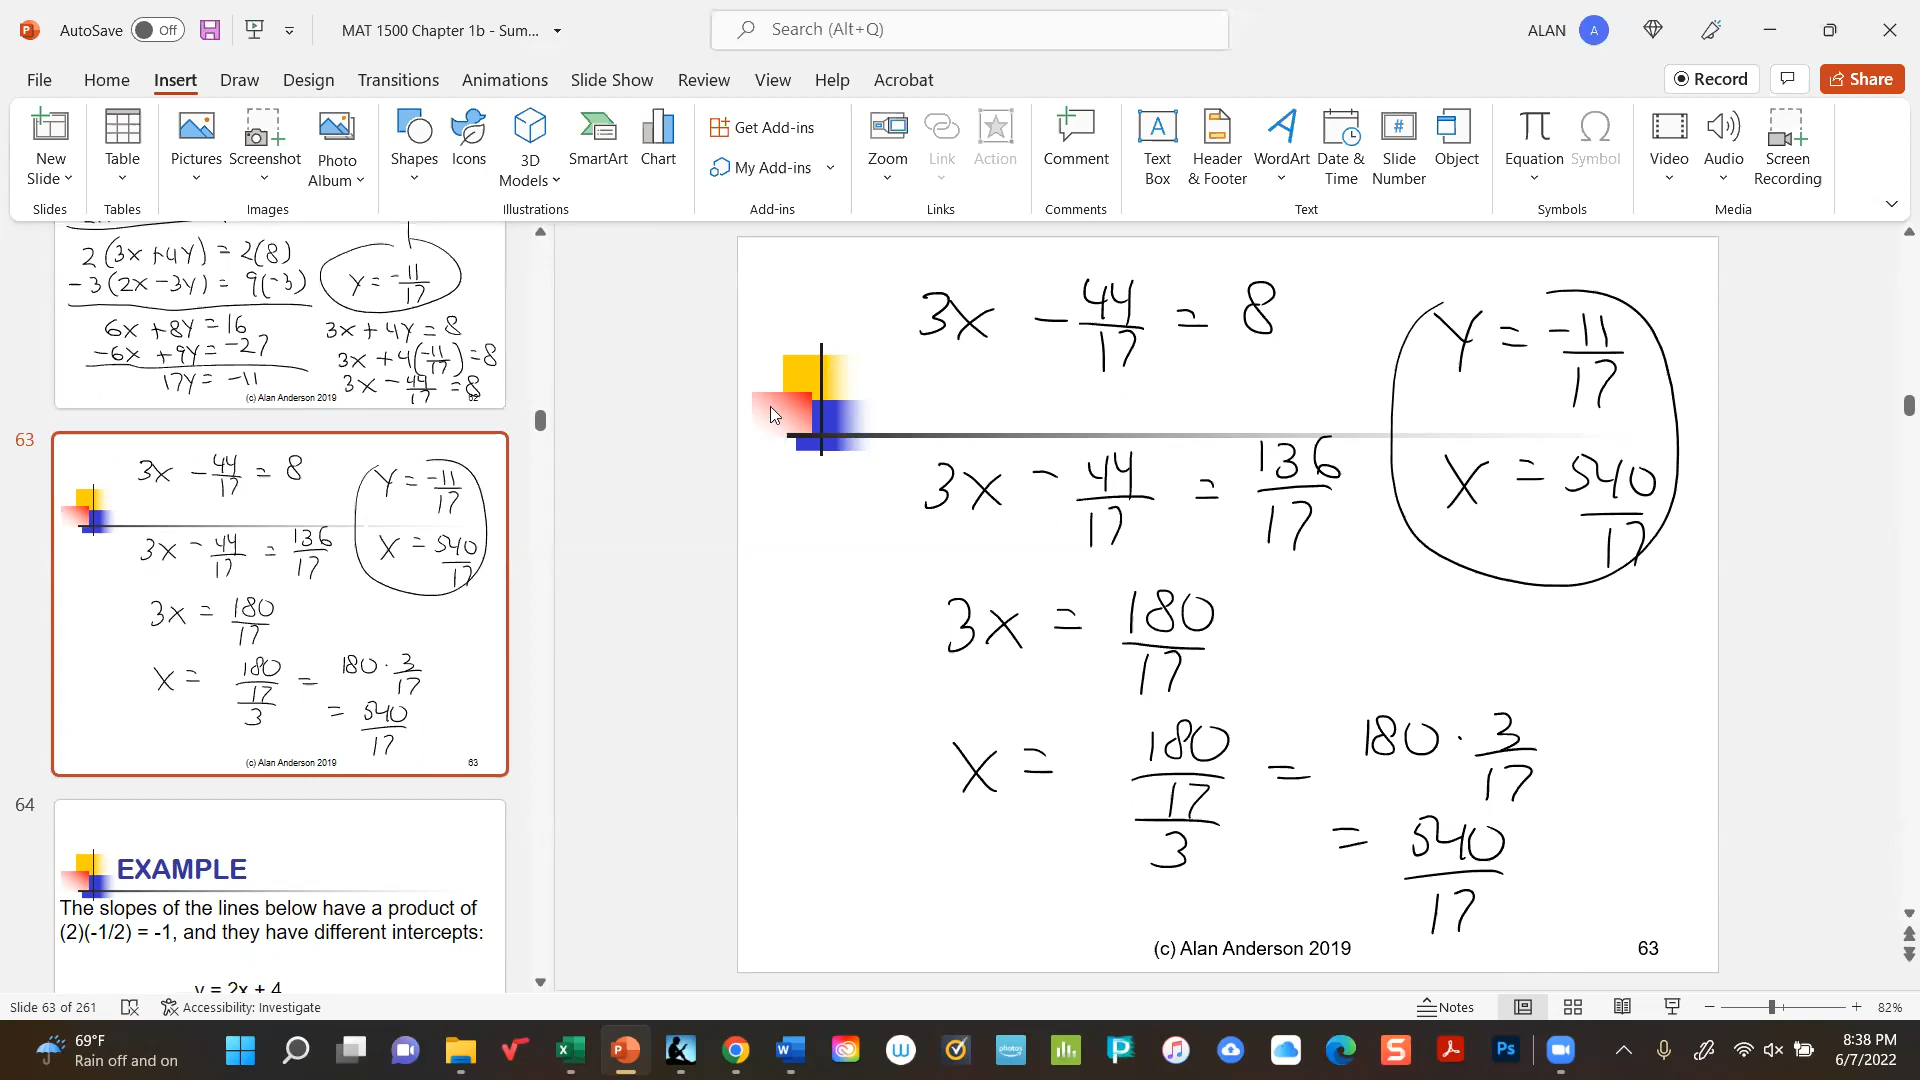 AutoSave Off MAT 1500 Chapter 1b - Sum... Search (Alt+Q) ALAN A
File Home Insert Draw Design Transitions Animations Slide Show Review View Help Acrobat Record Share
New Slide Table Pictures Screenshot Photo Album Shapes Icons 3D Models SmartArt Chart Get Add-ins My Add-ins Zoom Link Action Comment Text Box Header & Footer WordArt Date & Time Slide Number Object Equation Symbol Video Audio Screen Recording
Slides Tables Images Illustrations Add-ins Links Comments Text Symbols Media
2(3x+4y) = 2(8)
-3(2x-3y) = 9(-3)
y = -11/17
6x +8y = 16
-6x +9y = -27
17y = -11
3x + 4y = 8
3x + 4(-11/17) = 8
3x - 44/17 = 8
(c) Alan Anderson 2019 62
63
3x - 44/17 = 8
y = -11/17
3x - 44/17 = 136/17
x = 540/17
3x = 180/17
x = 180/17/3 = 180 · 3/17
= 540/17
(c) Alan Anderson 2019 63
64
EXAMPLE
The slopes of the lines below have a product of
(2)(-1/2) = -1, and they have different intercepts:
y = 2x + 4
3x - 44/17 = 8
y = -11/17
3x - 44/17 = 136/17
x = 540/17
3x = 180/17
x = 180/17/3 = 180 · 3/17
= 540/17
(c) Alan Anderson 2019 63
Slide 63 of 261 Accessibility: Investigate Notes 82%
69°F
Rain off and on
photos
8:38 PM
6/7/2022